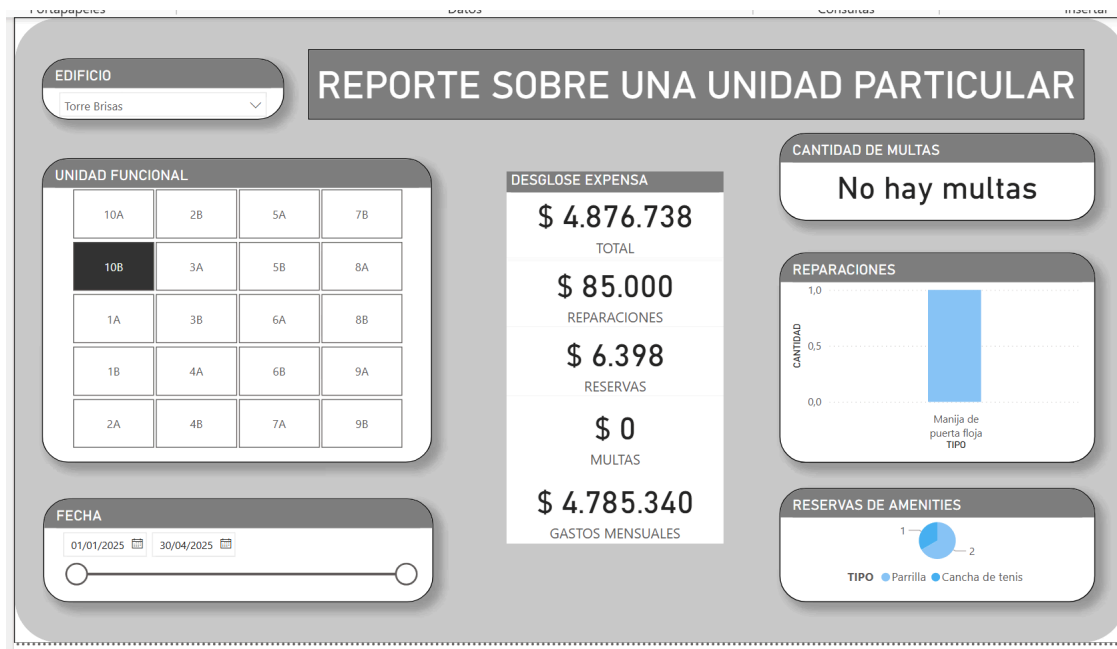 Portapapeles
Datos
Consultas
Insertar
EDIFICIO
Torre Brisas
REPORTE SOBRE UNA UNIDAD PARTICULAR
UNIDAD FUNCIONAL
10A 2B 5A 7B
10B 3A 5B 8A
1A 3B 6A 8B
1B 4A 6B 9A
2A 4B 7A 9B
FECHA
01/01/2025 30/04/2025
DESGLOSE EXPENSA
$ 4.876.738
TOTAL
$ 85.000
REPARACIONES
$ 6.398
RESERVAS
$ 0
MULTAS
$ 4.785.340
GASTOS MENSUALES
CANTIDAD DE MULTAS
No hay multas
REPARACIONES
1,0
0,5
0,0
CANTIDAD
Manija de
puerta floja
TIPO
RESERVAS DE AMENITIES
1
2
TIPO Parrilla Cancha de tenis